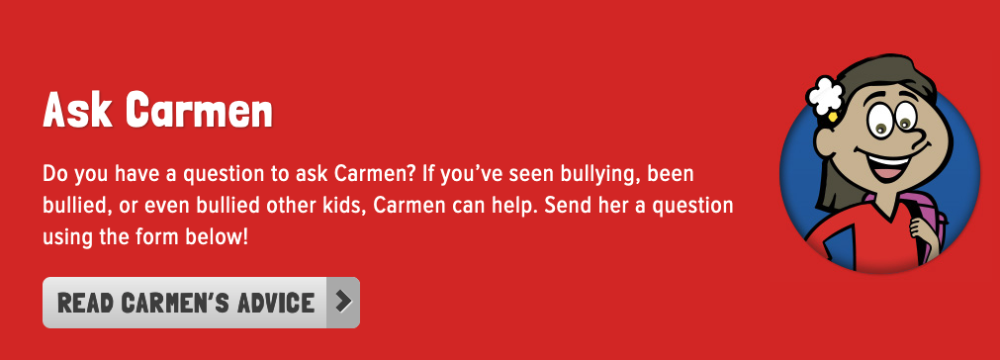 Ask Carmen
Do you have a question to ask Carmen? If you’ve seen bullying, been
bullied, or even bullied other kids, Carmen can help. Send her a question
using the form below!
READ CARMEN’S ADVICE